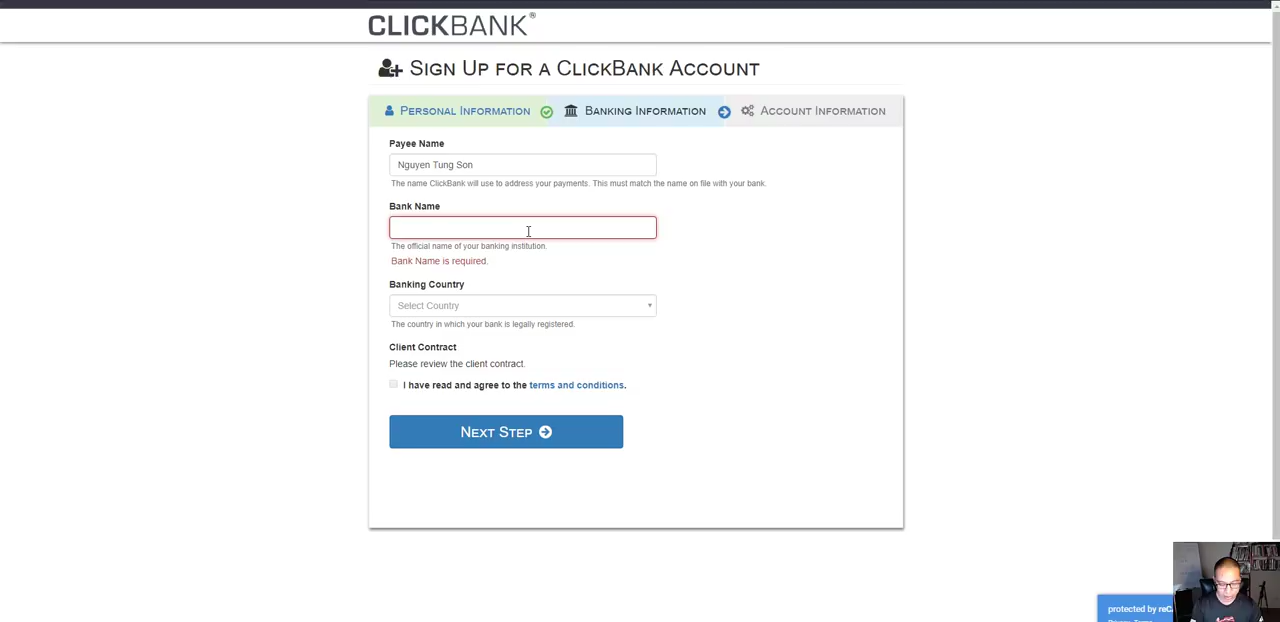 CLICKBANK®
SIGN UP FOR A CLICKBANK ACCOUNT
PERSONAL INFORMATION BANKING INFORMATION ACCOUNT INFORMATION
Payee Name
Nguyen Tung Son
The name ClickBank will use to address your payments. This must match the name on file with your bank.
Bank Name
The official name of your banking institution.
Bank Name is required.
Banking Country
Select Country
The country in which your bank is legally registered.
Client Contract
Please review the client contract.
I have read and agree to the terms and conditions.
NEXT STEP
protected by reC